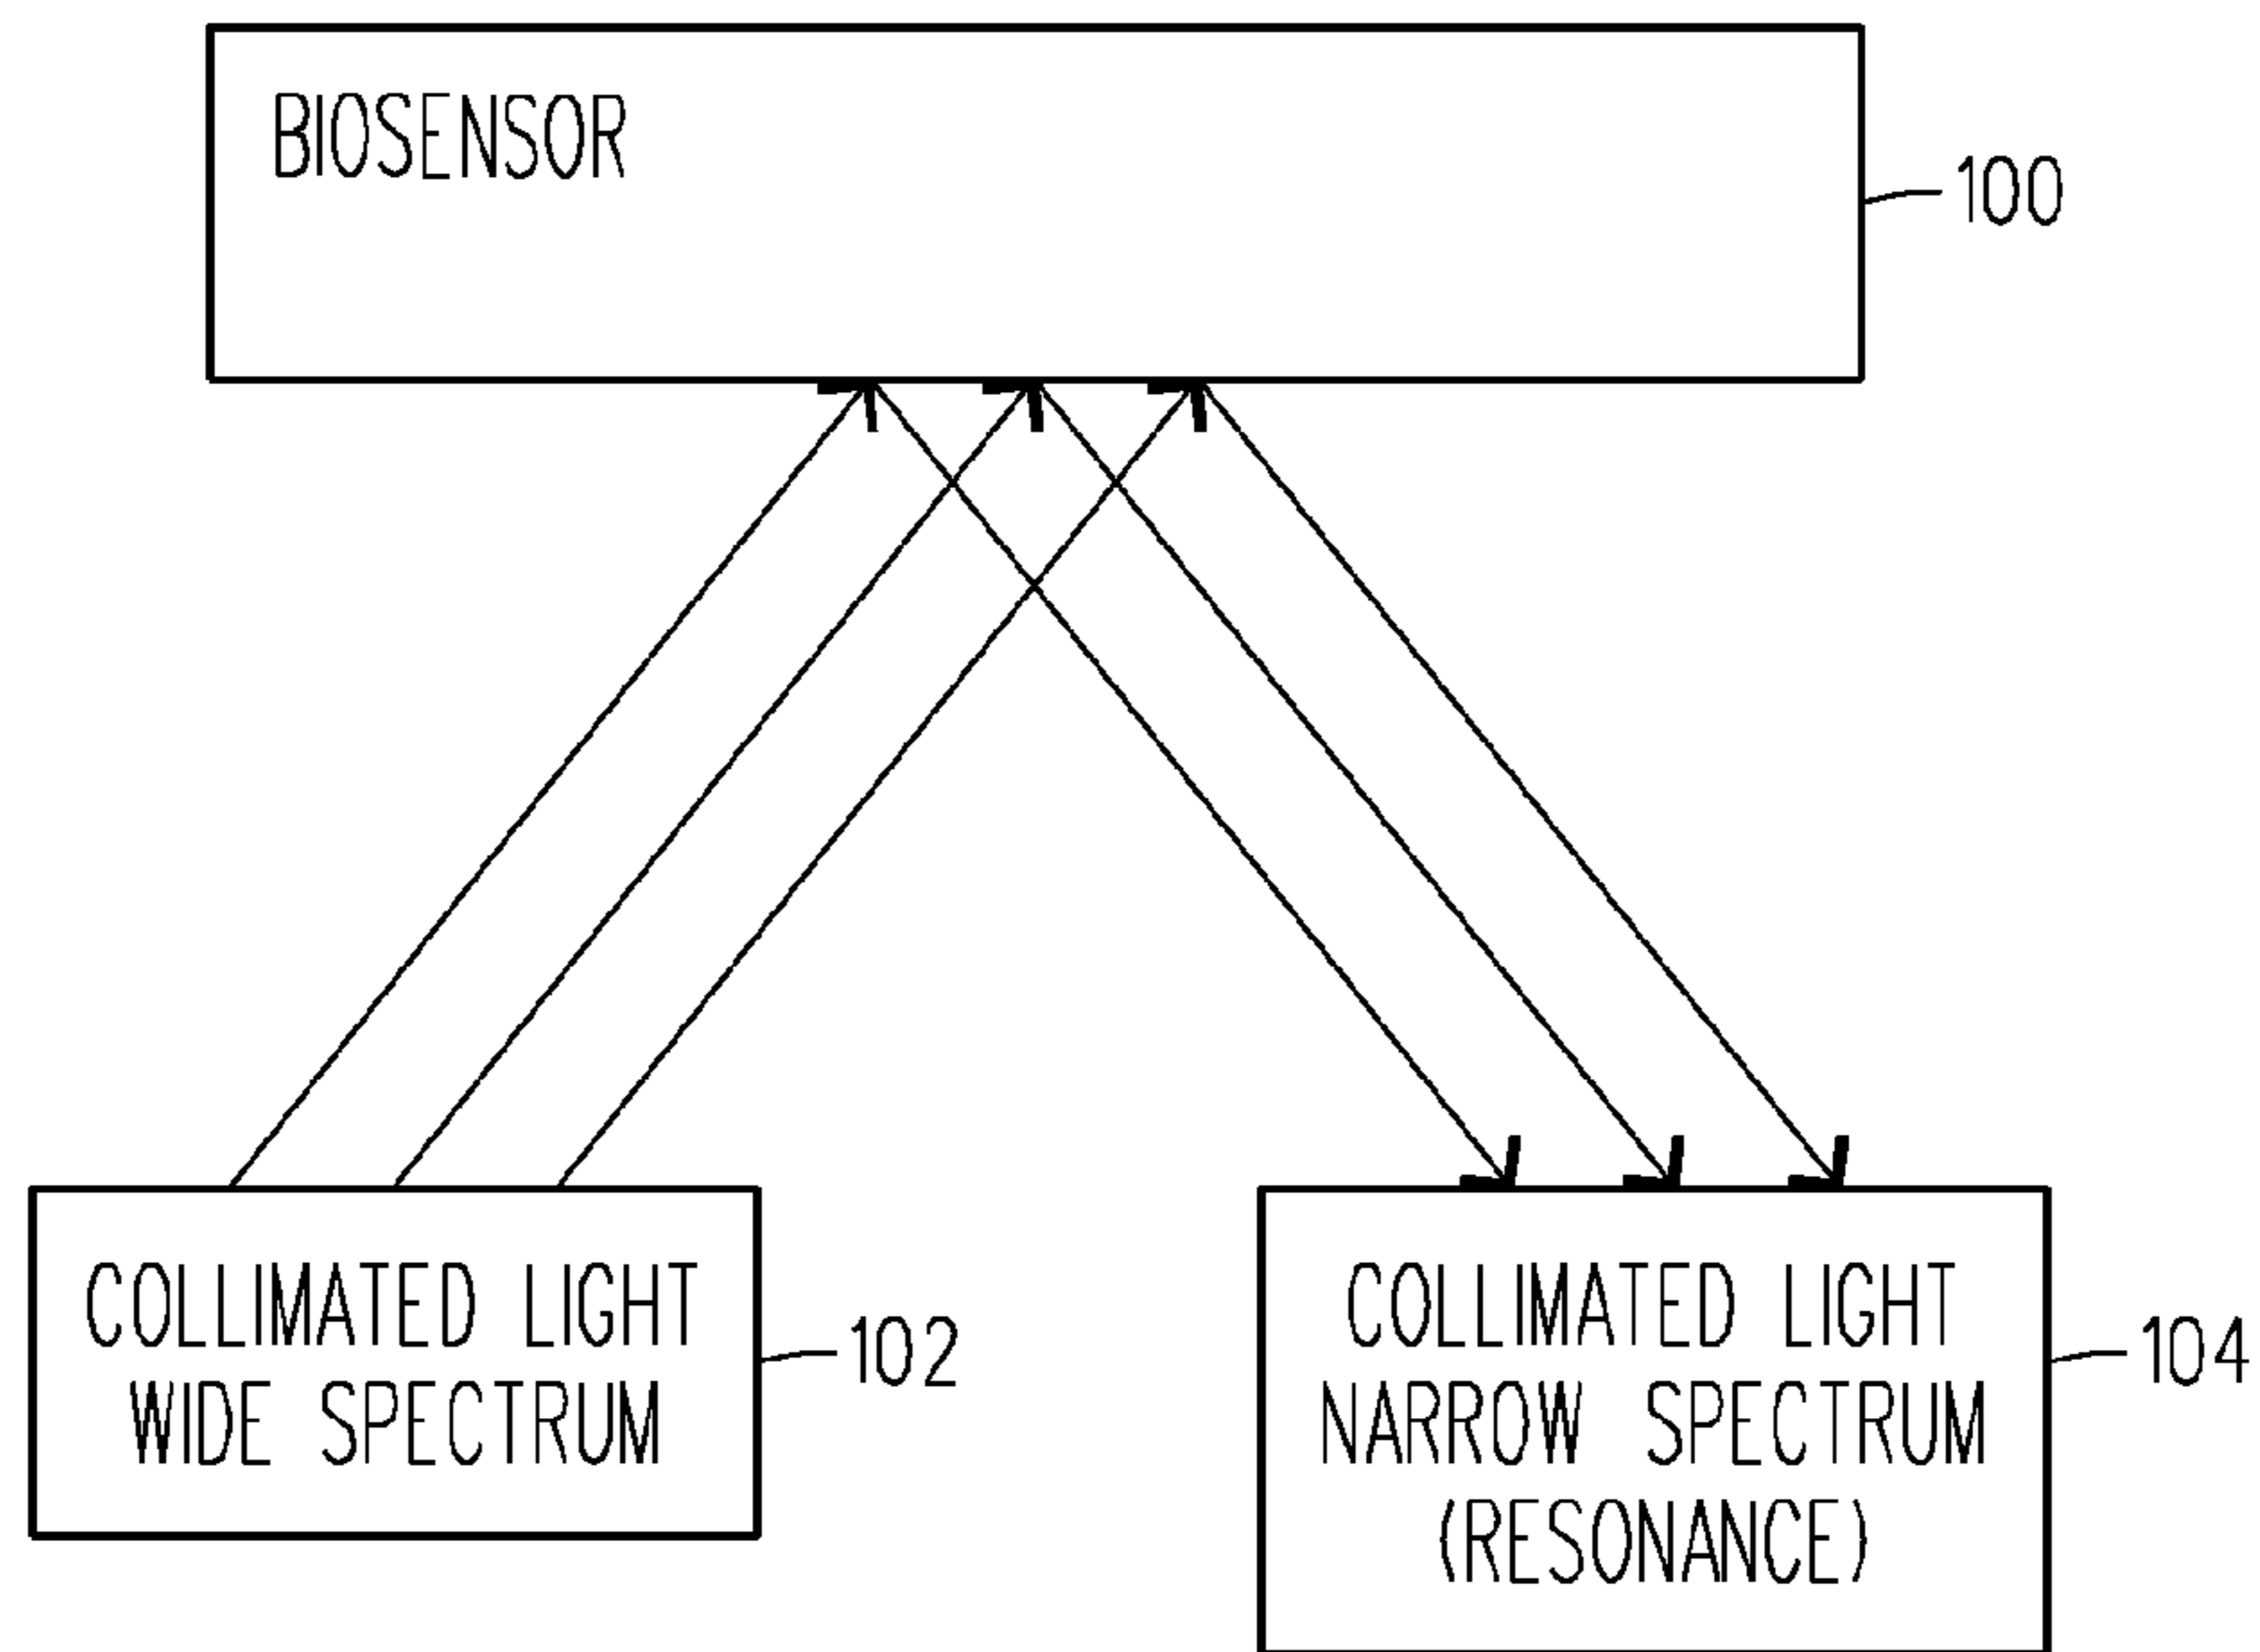 BIOSENSOR
100
COLLIMATED LIGHT
WIDE SPECTRUM
102
COLLIMATED LIGHT
NARROW SPECTRUM
(RESONANCE)
104